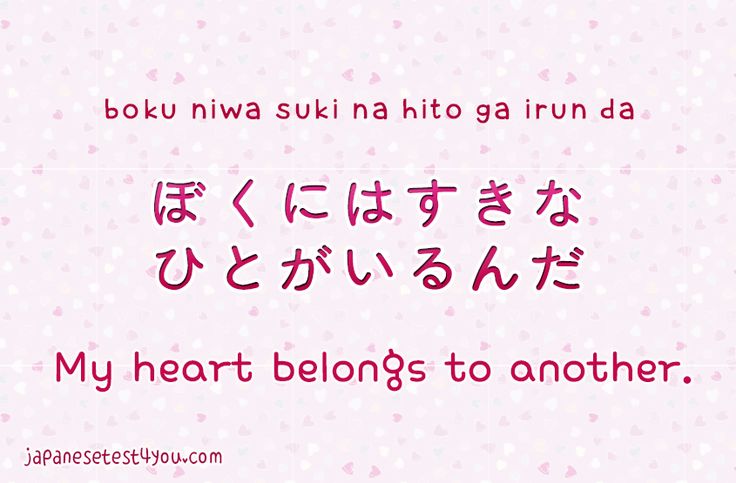 boku niwa suki na hito ga irun da
ぼくにはすきな
ひとがいるんだ
My heart belongs to another.
japanesetest4you.com